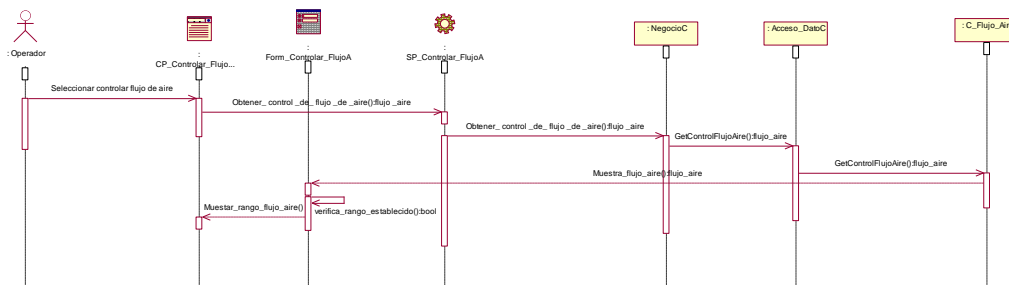 : Operador
:
CP_Controlar_Flujo...
:
Form_Controlar_FlujoA
:
SP_Controlar_FlujoA
: NegocioC
: Acceso_DatoC
: C_Flujo_Aire
Seleccionar controlar flujo de aire
Obtener_ control _de_ flujo _de _aire():flujo _aire
Obtener_ control _de_ flujo _de _aire():flujo _aire
GetControlFlujoAire():flujo_aire
GetControlFlujoAire():flujo_aire
Muestra_flujo_aire():flujo_aire
verifica_rango_establecido():bool
Muestar_rango_flujo_aire()